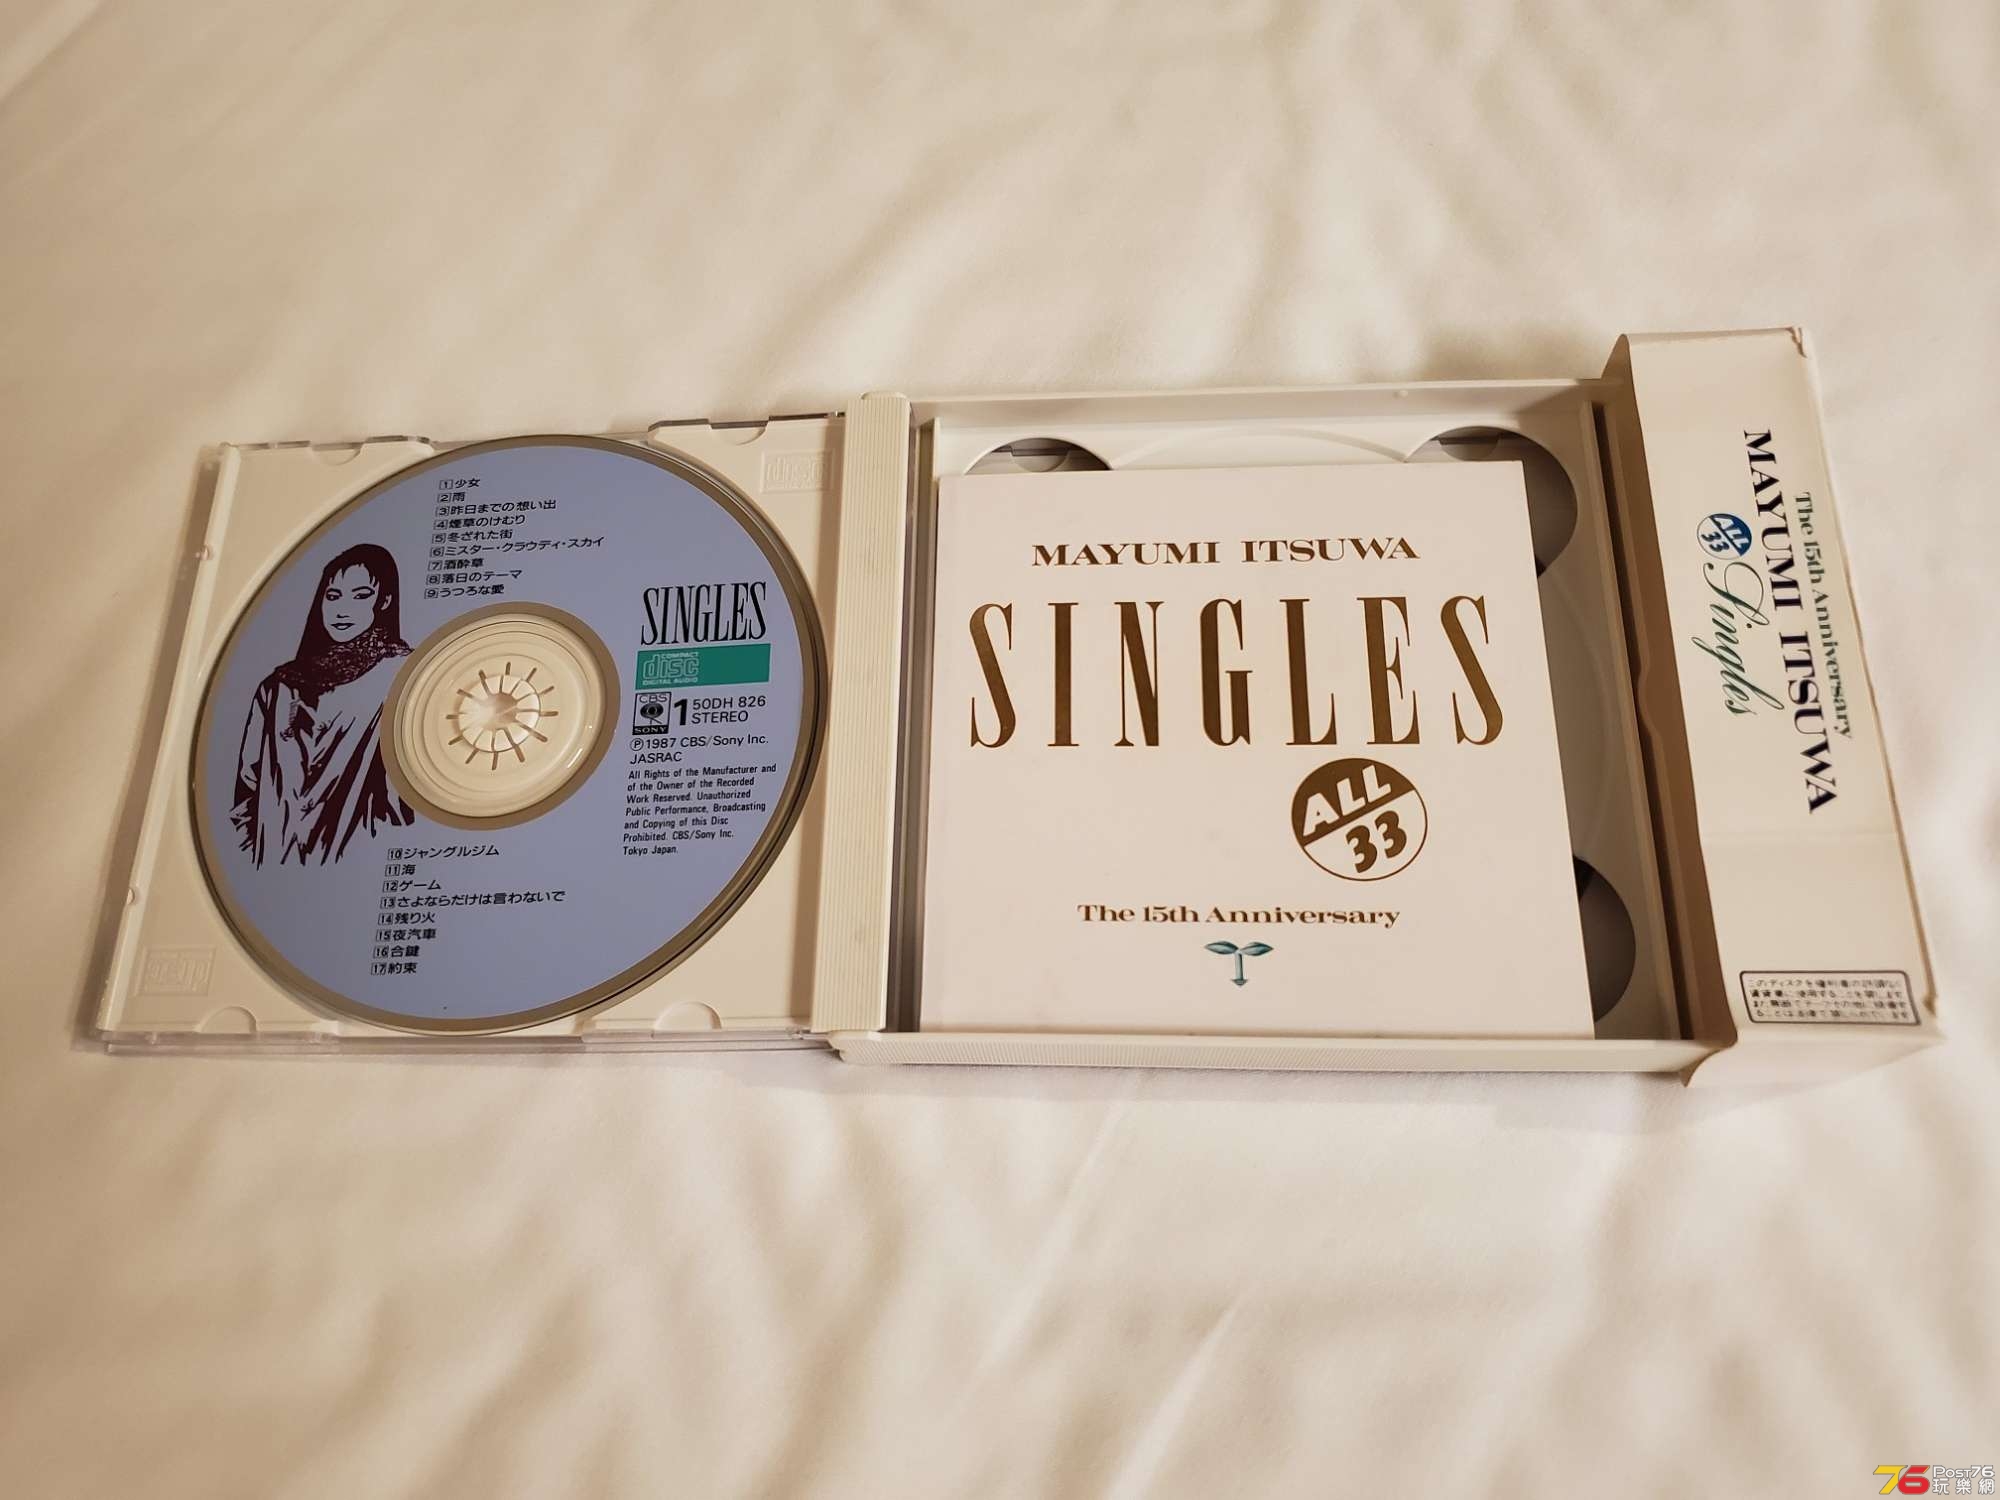 1 少女
2 雨
3 昨日までの想い出
4 煙草のけむり
5 冬ざれた街
6 ミスター・クラウディ・スカイ
7 酒酔草
8 落日のテーマ
9 うつろな愛
SINGLES
COMPACT
disc
DIGITAL AUDIO
CBS
SONY
1 50DH 826
STEREO
Ⓟ1987 CBS/Sony Inc.
JASRAC
All Rights of the Manufacturer and
of the Owner of the Recorded
Work Reserved. Unauthorized
Public Performance, Broadcasting
and Copying of this Disc
Prohibited. CBS/Sony Inc.
Tokyo Japan.
10 ジャングルジム
11 海
12 ゲーム
13 さよならだけは言わないで
14 残り火
15 夜汽車
16 合鍵
17 約束
MAYUMI ITSUWA
SINGLES
ALL
33
The 15th Anniversary
The 15th Anniversary
MAYUMI ITSUWA
ALL
33
Singles
76 Post76
玩樂網